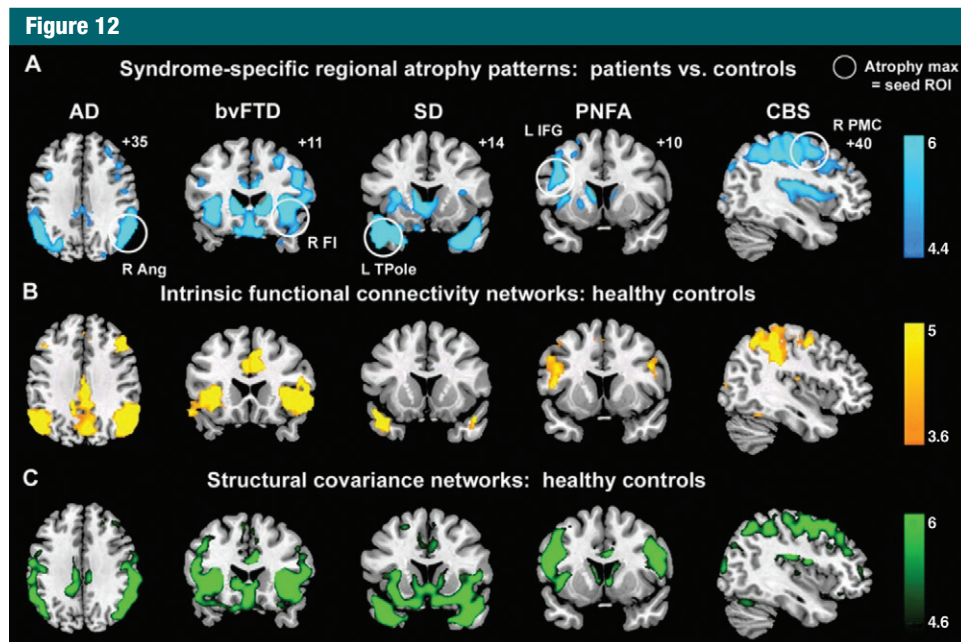 Figure 12
A
Syndrome-specific regional atrophy patterns: patients vs. controls
Atrophy max
= seed ROI
AD
bvFTD
SD
PNFA
CBS
+35
+11
+14
L IFG
+10
R PMC
+40
R Ang
R FI
L TPole
6
4.4
B
Intrinsic functional connectivity networks: healthy controls
5
3.6
C
Structural covariance networks: healthy controls
6
4.6